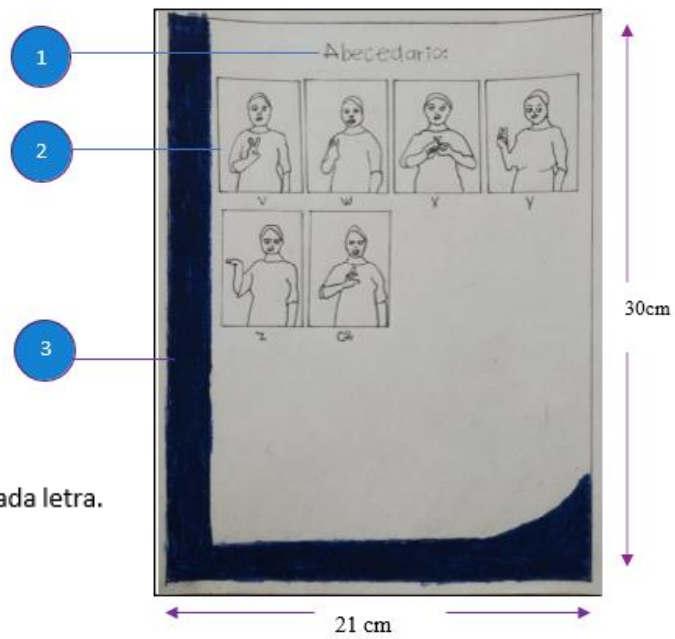 1
Abecedario:
2
V W X Y
Z Ch
3
30cm
ada letra.
21 cm